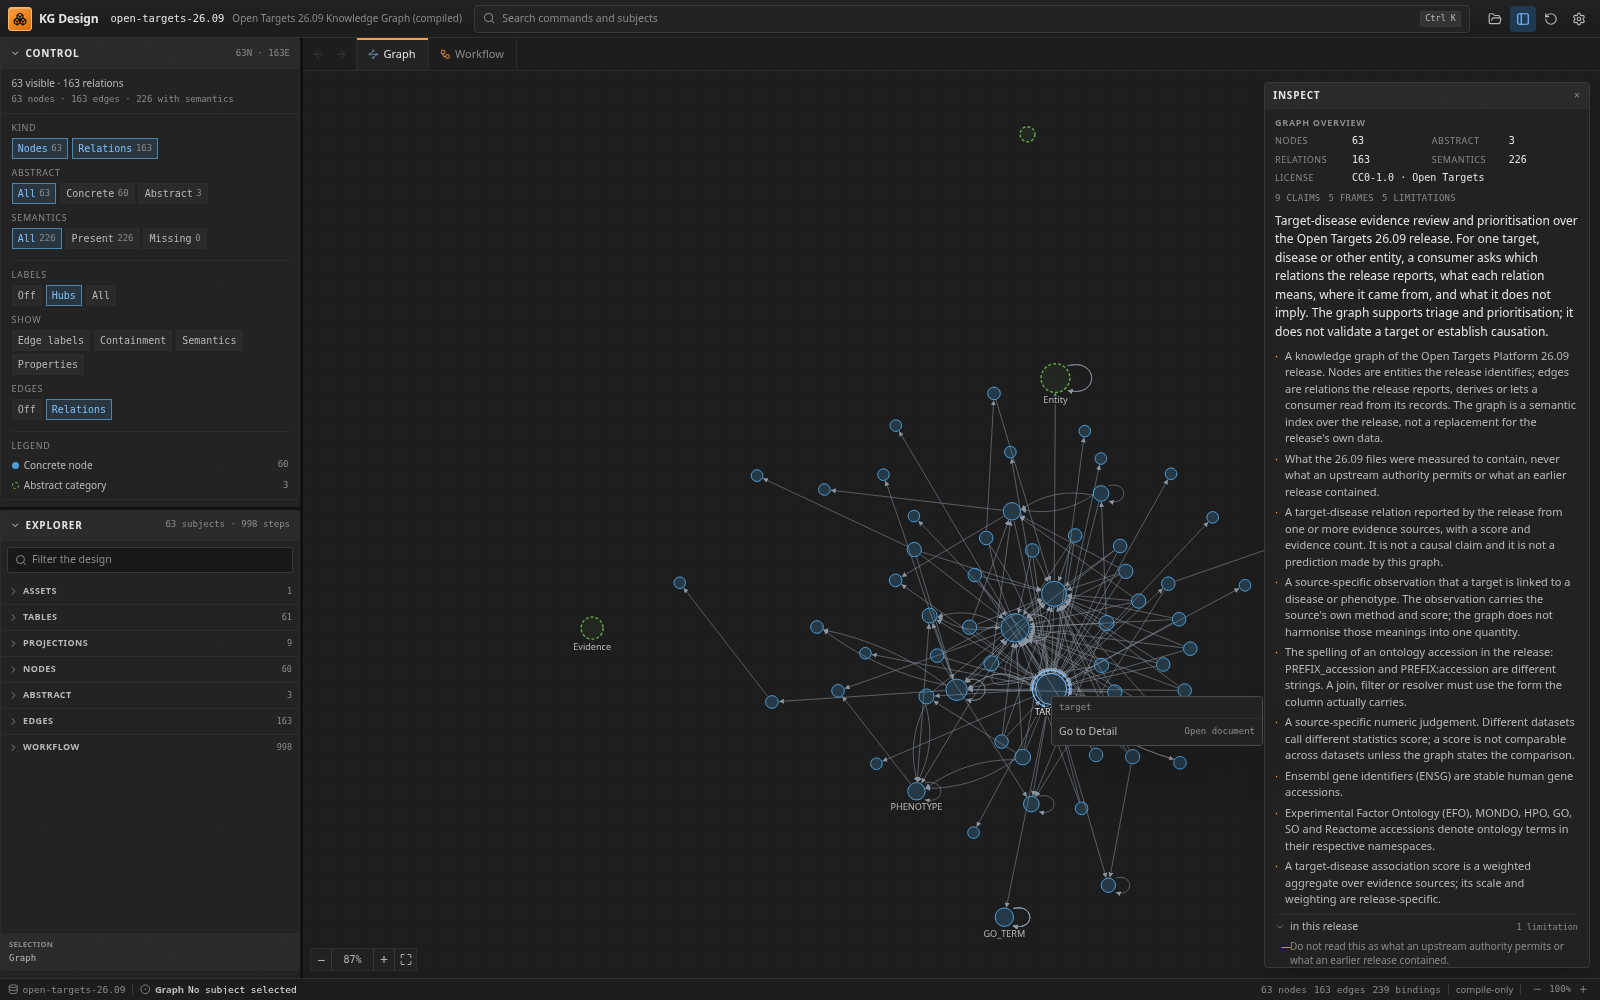 KG Design open-targets-26.09 Open Targets 26.09 Knowledge Graph (compiled)
Search commands and subjects Ctrl K
CONTROL 63N · 163E
63 visible · 163 relations
63 nodes · 163 edges · 226 with semantics
KIND
Nodes 63 Relations 163
ABSTRACT
All 63 Concrete 60 Abstract 3
SEMANTICS
All 226 Present 226 Missing 0
LABELS
Off Hubs All
SHOW
Edge labels Containment Semantics
Properties
EDGES
Off Relations
LEGEND
Concrete node 60
Abstract category 3
EXPLORER 63 subjects · 998 steps
Filter the design
ASSETS 1
TABLES 61
PROJECTIONS 9
NODES 60
ABSTRACT 3
EDGES 163
WORKFLOW 998
SELECTION
Graph
Graph Workflow
Entity
Evidence
TAR
target
Go to Detail Open document
PHENOTYPE
GO_TERM
87%
INSPECT ×
GRAPH OVERVIEW
NODES 63 ABSTRACT 3
RELATIONS 163 SEMANTICS 226
LICENSE CC0-1.0 · Open Targets
9 CLAIMS 5 FRAMES 5 LIMITATIONS
Target-disease evidence review and prioritisation over
the Open Targets 26.09 release. For one target,
disease or other entity, a consumer asks which
relations the release reports, what each relation
means, where it came from, and what it does not
imply. The graph supports triage and prioritisation; it
does not validate a target or establish causation.
· A knowledge graph of the Open Targets Platform 26.09
release. Nodes are entities the release identifies; edges
are relations the release reports, derives or lets a
consumer read from its records. The graph is a semantic
index over the release, not a replacement for the
release's own data.
· What the 26.09 files were measured to contain, never
what an upstream authority permits or what an earlier
release contained.
· A target-disease relation reported by the release from
one or more evidence sources, with a score and
evidence count. It is not a causal claim and it is not a
prediction made by this graph.
· A source-specific observation that a target is linked to a
disease or phenotype. The observation carries the
source's own method and score; the graph does not
harmonise those meanings into one quantity.
· The spelling of an ontology accession in the release:
PREFIX_accession and PREFIX:accession are different
strings. A join, filter or resolver must use the form the
column actually carries.
· A source-specific numeric judgement. Different datasets
call different statistics score; a score is not comparable
across datasets unless the graph states the comparison.
· Ensembl gene identifiers (ENSG) are stable human gene
accessions.
· Experimental Factor Ontology (EFO), MONDO, HPO, GO,
SO and Reactome accessions denote ontology terms in
their respective namespaces.
· A target-disease association score is a weighted
aggregate over evidence sources; its scale and
weighting are release-specific.
in this release 1 limitation
—Do not read this as what an upstream authority permits or
what an earlier release contained.
open-targets-26.09 Graph No subject selected
63 nodes 163 edges 239 bindings compile-only − 100% +